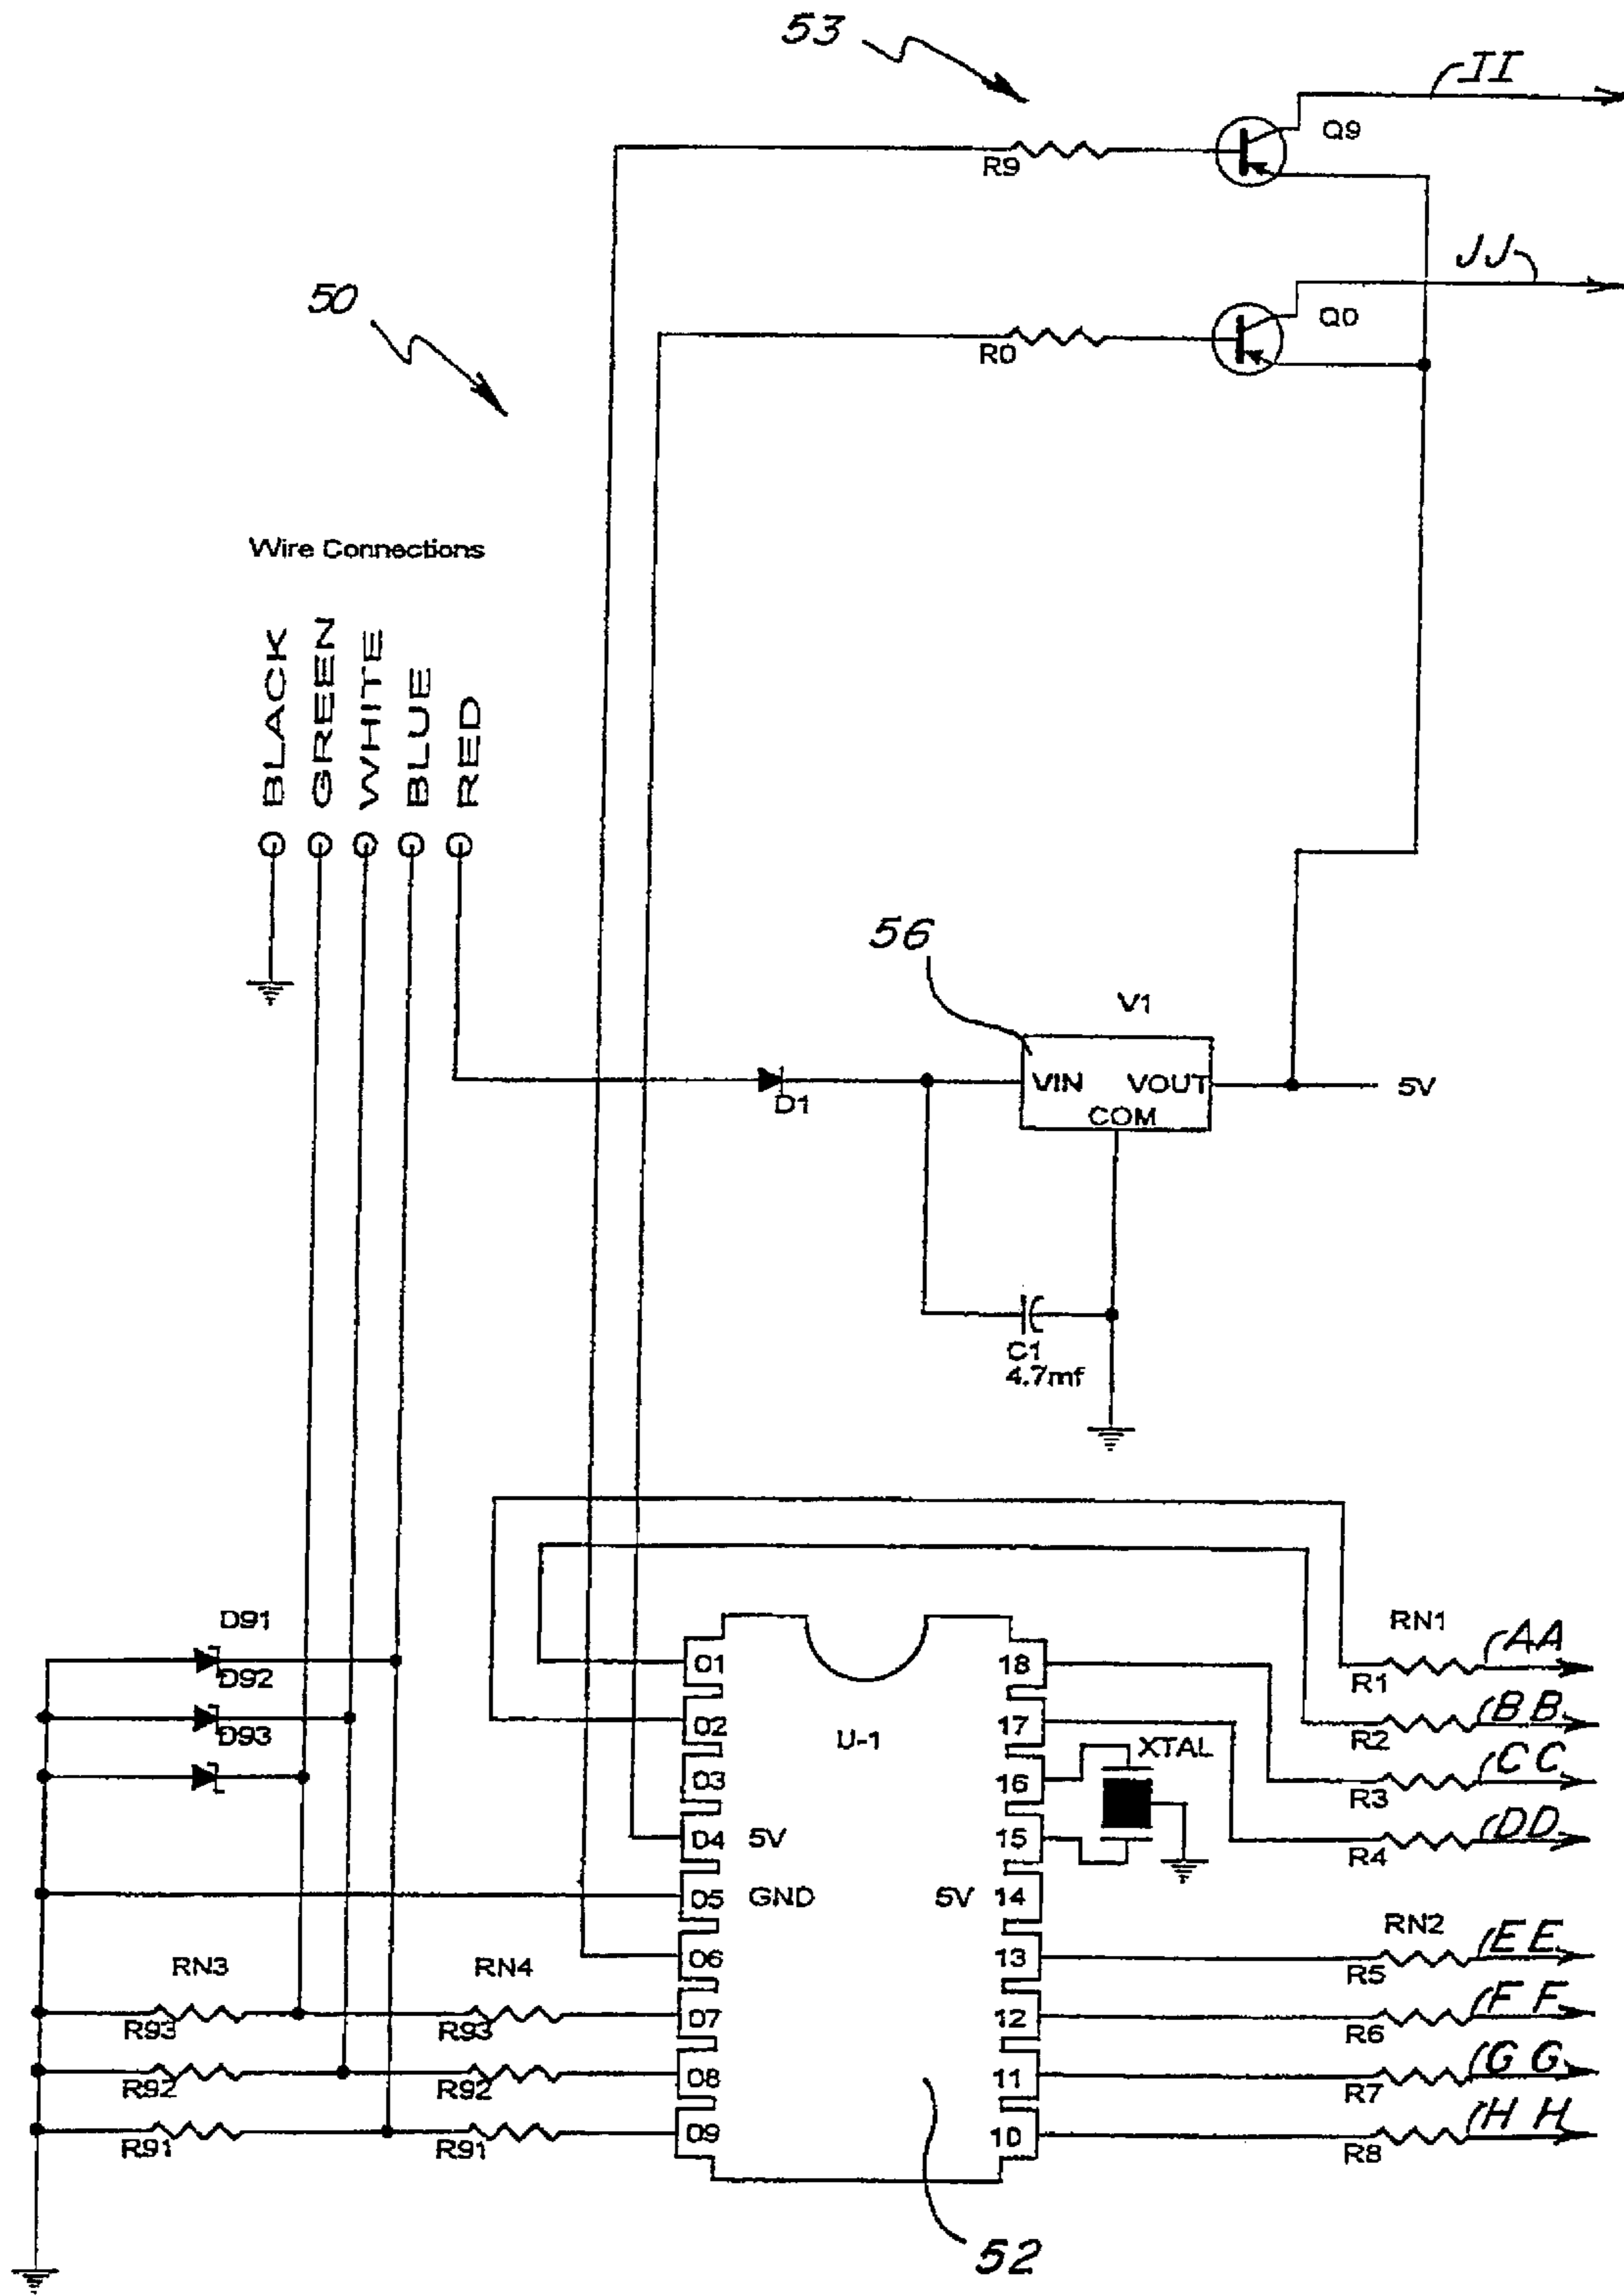 53
II
Q9
R9
JJ
50
Q0
R0
Wire Connections
BLACK
GREEN
WHITE
BLUE
RED
56
V1
VIN
VOUT
5V
D1
COM
C1
4.7mf
D91
RN1
AA
01
18
D92
R1
BB
02
17
U-1
D93
XTAL
R2
CC
03
16
R3
DD
04
5V
15
R4
05
GND
5V
14
RN2
EE
RN3
RN4
06
13
R5
FF
R93
R93
07
12
R6
GG
R92
R92
08
11
R7
HH
R91
R91
09
10
R8
52